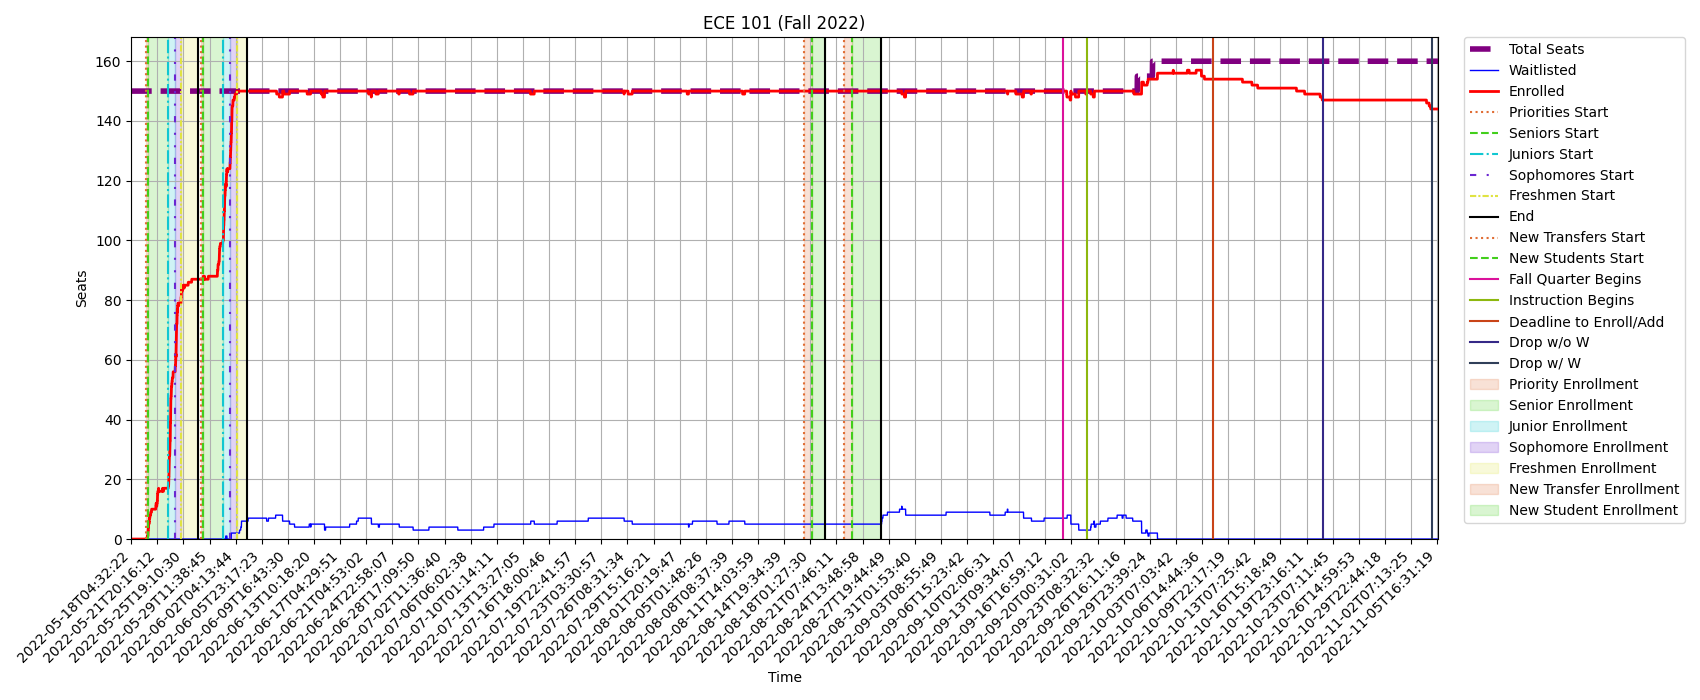 ECE 101 (Fall 2022)
Seats
160
140
120
100
80
60
40
20
0
2022-05-18T04:32:22
2022-05-21T20:16:12
2022-05-25T19:10:30
2022-05-29T11:38:45
2022-06-02T04:13:44
2022-06-05T23:17:23
2022-06-09T16:43:30
2022-06-13T10:18:20
2022-06-17T04:29:51
2022-06-21T04:53:02
2022-06-24T22:58:07
2022-06-28T17:09:50
2022-07-02T11:36:40
2022-07-06T06:02:38
2022-07-10T01:14:11
2022-07-13T13:27:05
2022-07-16T18:00:46
2022-07-19T22:41:57
2022-07-23T03:30:57
2022-07-26T08:31:34
2022-07-29T15:16:21
2022-08-01T20:19:47
2022-08-05T01:48:26
2022-08-08T08:37:39
2022-08-11T14:03:59
2022-08-14T19:34:39
2022-08-18T01:27:30
2022-08-21T07:46:11
2022-08-24T13:48:58
2022-08-27T19:44:49
2022-08-31T01:53:40
2022-09-03T08:55:49
2022-09-06T15:23:42
2022-09-10T02:06:31
2022-09-13T09:34:07
2022-09-16T16:59:12
2022-09-20T00:31:02
2022-09-23T08:32:32
2022-09-26T16:11:16
2022-09-29T23:39:24
2022-10-03T07:03:42
2022-10-06T14:44:36
2022-10-09T22:17:19
2022-10-13T07:25:42
2022-10-16T15:18:49
2022-10-19T23:16:11
2022-10-23T07:11:45
2022-10-26T14:59:53
2022-10-29T22:44:18
2022-11-02T07:13:25
2022-11-05T16:31:19
Time
Total Seats
Waitlisted
Enrolled
Priorities Start
Seniors Start
Juniors Start
Sophomores Start
Freshmen Start
End
New Transfers Start
New Students Start
Fall Quarter Begins
Instruction Begins
Deadline to Enroll/Add
Drop w/o W
Drop w/ W
Priority Enrollment
Senior Enrollment
Junior Enrollment
Sophomore Enrollment
Freshmen Enrollment
New Transfer Enrollment
New Student Enrollment